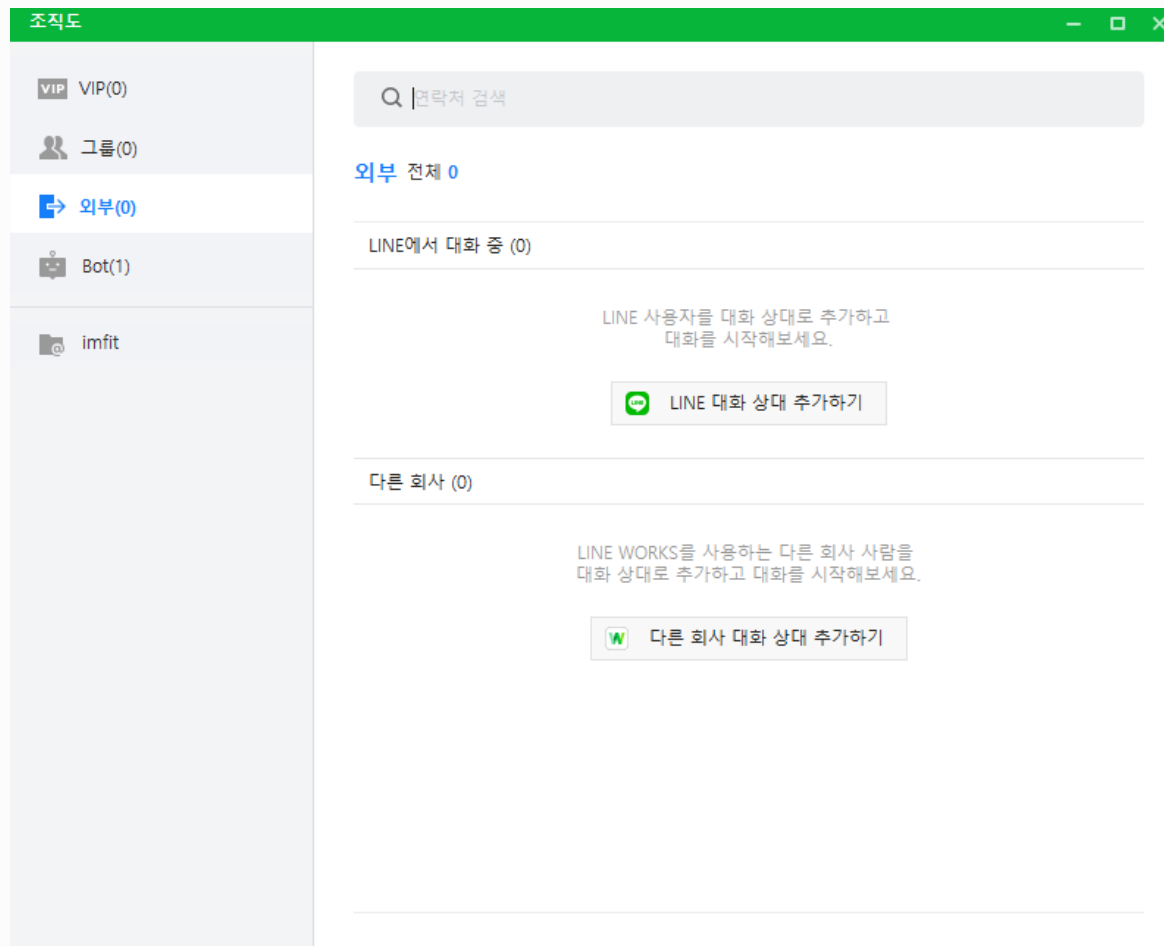 조직도
VIP VIP(0)
그룹(0)
외부(0)
Bot(1)
imfit
연락처 검색
외부 전체 0
LINE에서 대화 중 (0)
LINE 사용자를 대화 상대로 추가하고
대화를 시작해보세요.
LINE LINE 대화 상대 추가하기
다른 회사 (0)
LINE WORKS를 사용하는 다른 회사 사람을
대화 상대로 추가하고 대화를 시작해보세요.
W 다른 회사 대화 상대 추가하기